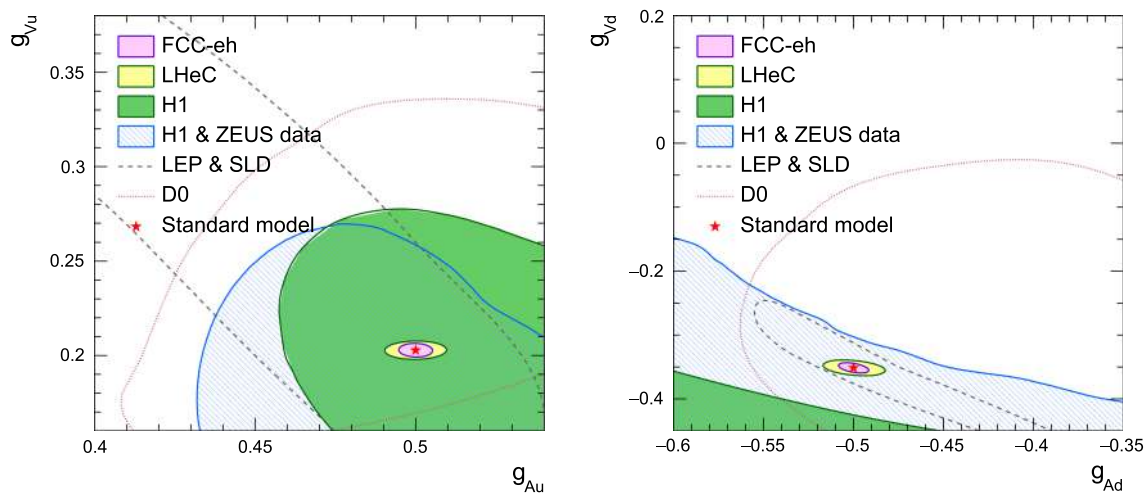 g_Vu
0.35
0.3
0.25
0.2
FCC-eh
LHeC
H1
H1 & ZEUS data
LEP & SLD
D0
Standard model
0.4
0.45
0.5
g_Au
g_Vd
0.2
0
−0.2
−0.4
FCC-eh
LHeC
H1
H1 & ZEUS data
LEP & SLD
D0
Standard model
−0.6
−0.55
−0.5
−0.45
−0.4
−0.35
g_Ad